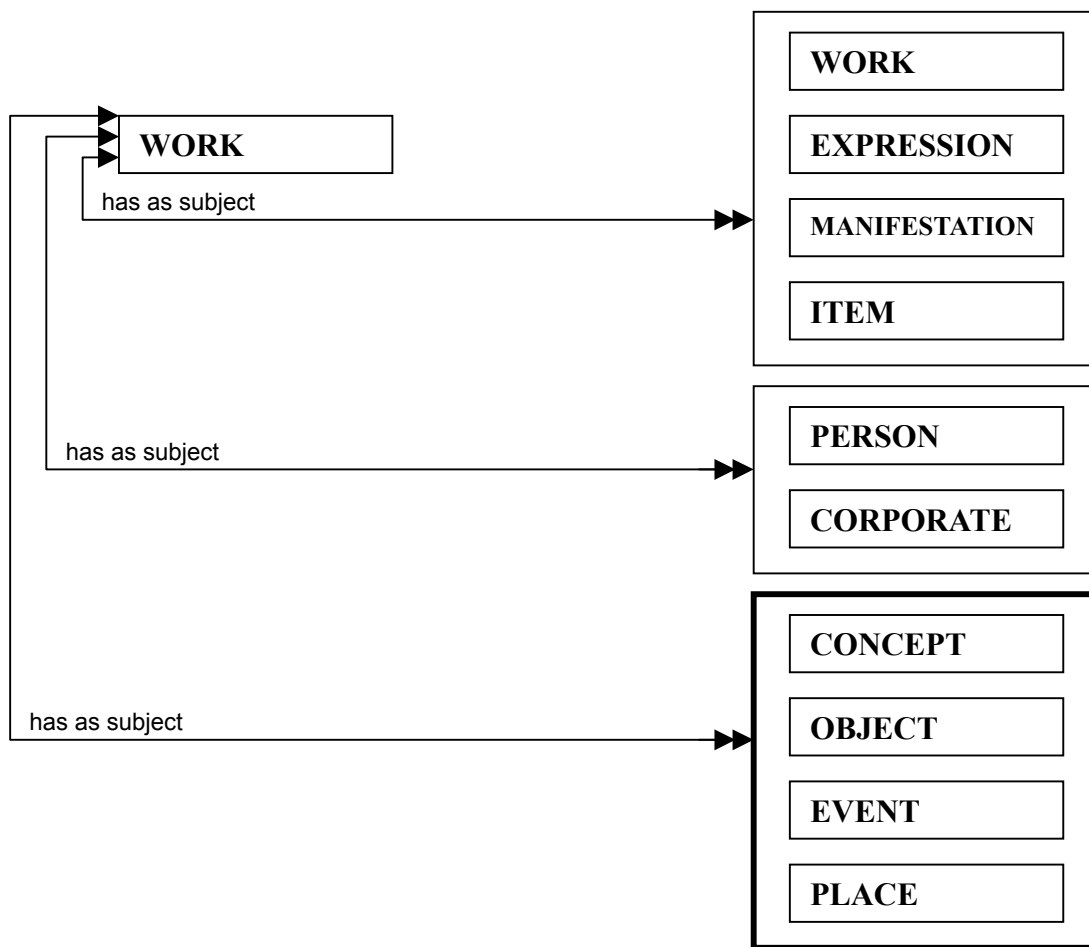 WORK
EXPRESSION
MANIFESTATION
ITEM
WORK
has as subject
PERSON
CORPORATE
has as subject
CONCEPT
OBJECT
EVENT
PLACE
has as subject